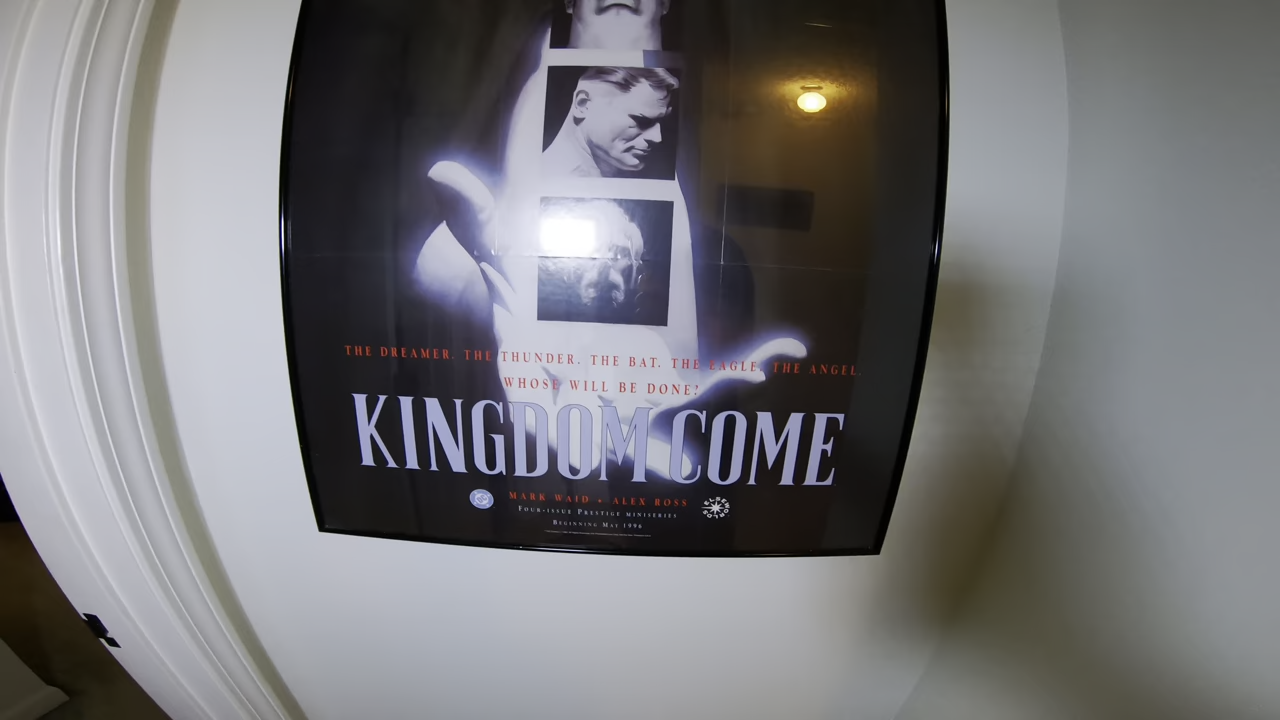 THE DREAMER. THE THUNDER. THE BAT. THE EAGLE. THE ANGEL.
WHOSE WILL BE DONE?
KINGDOM COME
MARK WAID • ALEX ROSS
FOUR-ISSUE PRESTIGE MINISERIES
BEGINNING MAY 1996
ELSEWORLDS